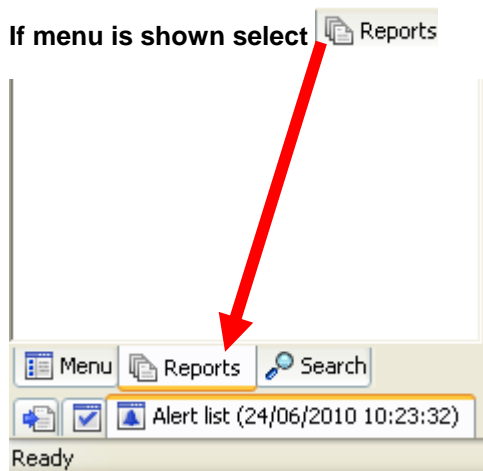 If menu is shown select Reports
Menu Reports Search
Alert list (24/06/2010 10:23:32)
Ready